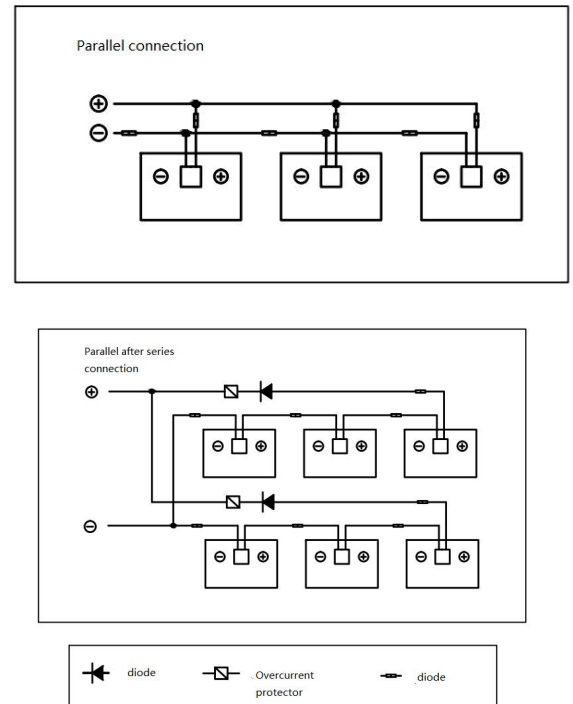 Parallel connection
Parallel after series
connection
diode
Overcurrent
protector
diode